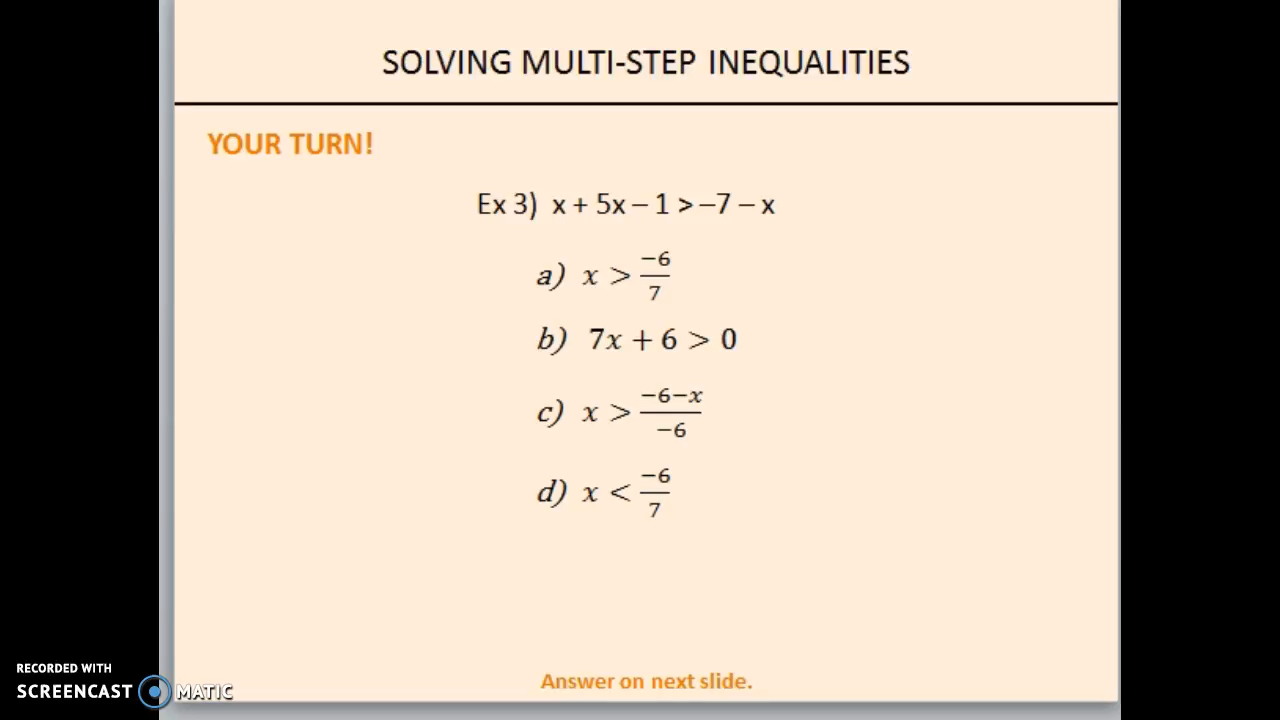 SOLVING MULTI-STEP INEQUALITIES
YOUR TURN!
Ex 3)  x + 5x – 1 > –7 – x
a)  x > −6/7
b)  7x + 6 > 0
c)  x > −6−x/−6
d)  x < −6/7
Answer on next slide.
RECORDED WITH
SCREENCAST MATIC